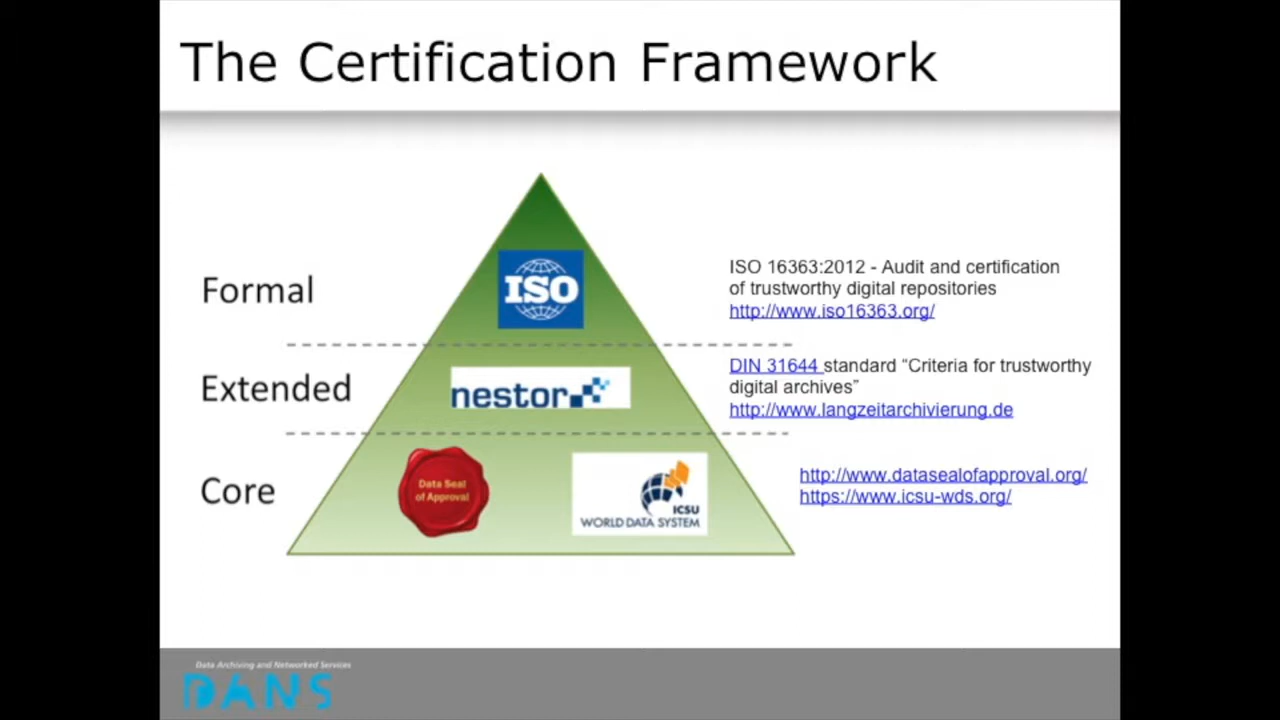 The Certification Framework
Formal
ISO
ISO 16363:2012 - Audit and certification
of trustworthy digital repositories
http://www.iso16363.org/
Extended
nestor
DIN 31644 standard “Criteria for trustworthy
digital archives”
http://www.langzeitarchivierung.de
Core
Data Seal
of Approval
ICSU
WORLD DATA SYSTEM
http://www.datasealofapproval.org/
https://www.icsu-wds.org/
Data Archiving and Networked Services
DANS